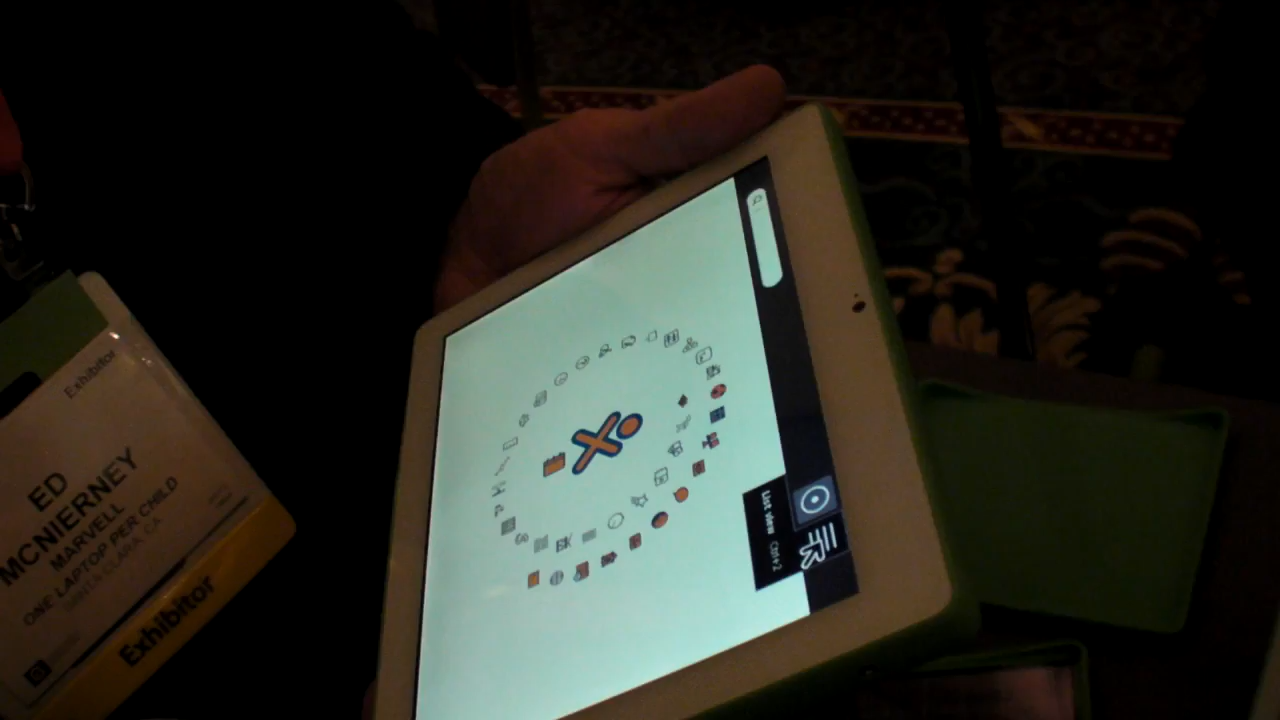 Exhibitor
ED
MCNIERNEY
MARVELL
ONE LAPTOP PER CHILD
SANTA CLARA, CA
Exhibitor
List view Ctrl+2